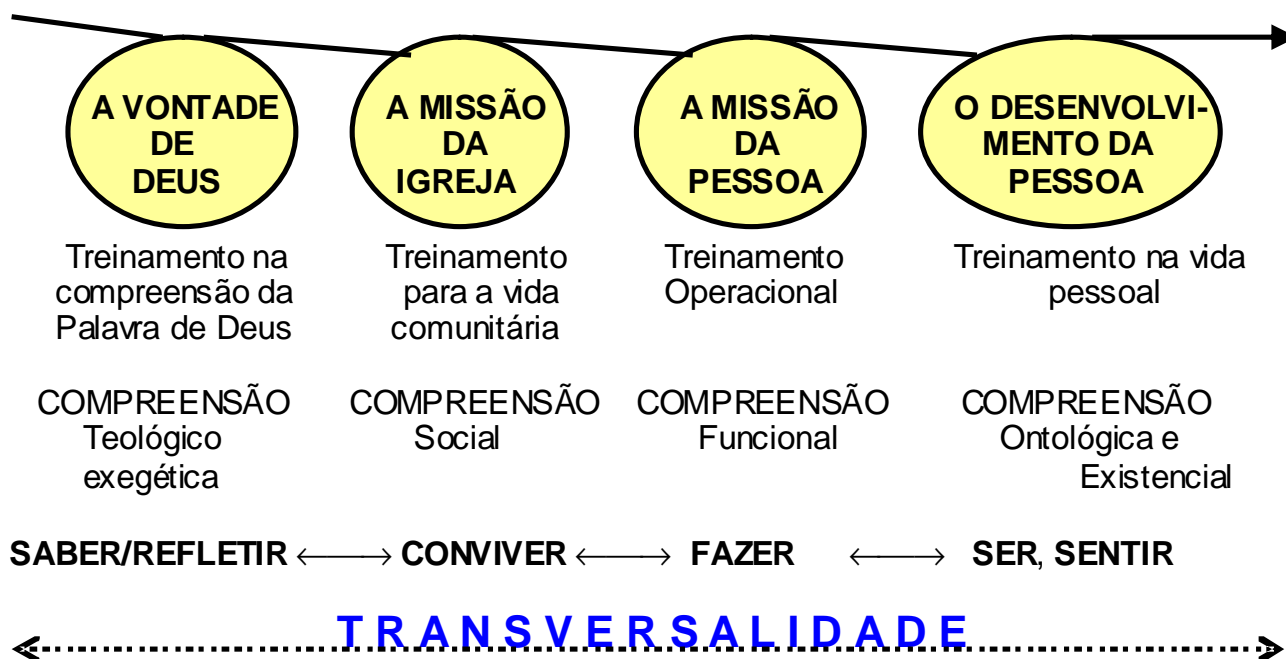 A VONTADE
DE
DEUS
A MISSÃO
DA
IGREJA
A MISSÃO
DA
PESSOA
O DESENVOLVI-
MENTO DA
PESSOA
Treinamento na
compreensão da
Palavra de Deus
Treinamento
para a vida
comunitária
Treinamento
Operacional
Treinamento na vida
pessoal
COMPREENSÃO
Teológico
exegética
COMPREENSÃO
Social
COMPREENSÃO
Funcional
COMPREENSÃO
Ontológica e
Existencial
SABER/REFLETIR ⟷ CONVIVER ⟷ FAZER ⟷ SER, SENTIR
TRANSVERSALIDADE